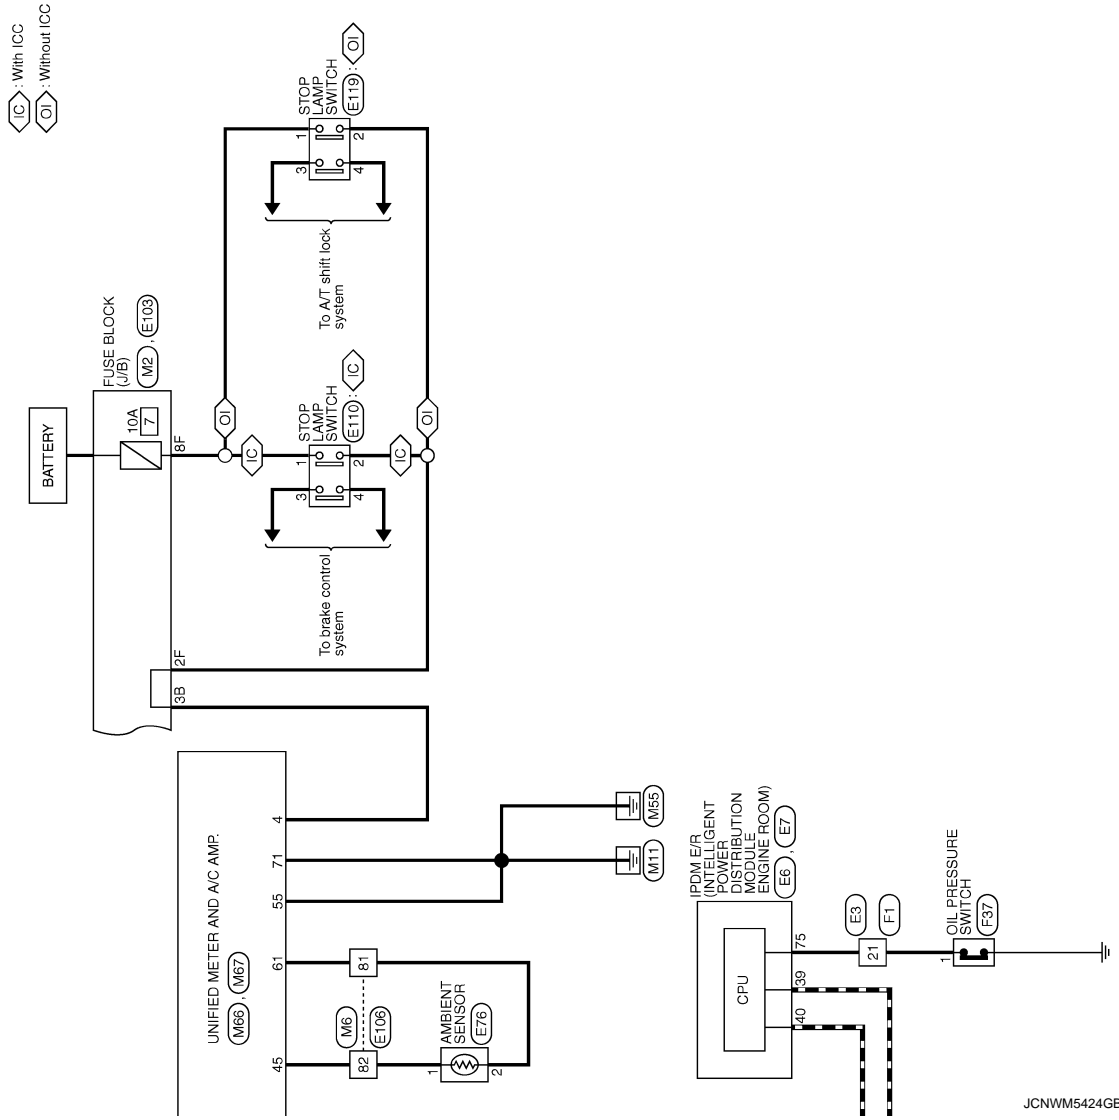 IC : With ICC
OI : Without ICC
BATTERY
FUSE BLOCK
(J/B)
M2 , E103
10A
7
8F
2F
3B
OI
IC
IC
OI
STOP
LAMP
SWITCH
E119 : OI
1
2
3
4
To A/T shift lock
system
STOP
LAMP
SWITCH
E110 : IC
1
2
3
4
To brake control
system
UNIFIED METER AND A/C AMP.
M66 , M67
4
71
55
61
45
M55
M11
81
82
M6
E106
AMBIENT
SENSOR
E76
1
2
IPDM E/R
(INTELLIGENT
POWER
DISTRIBUTION
MODULE
ENGINE ROOM)
E6 , E7
CPU
75
39
40
E3
F1
21
OIL PRESSURE
SWITCH
F37
1
JCNWM5424GE